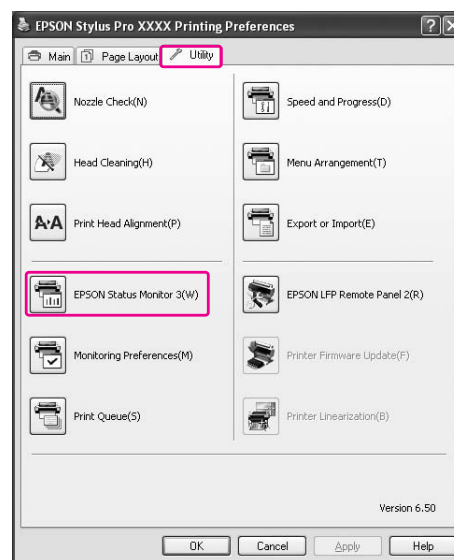 EPSON Stylus Pro XXXX Printing Preferences
Main
Page Layout
Utility
Nozzle Check(N)
Speed and Progress(D)
Head Cleaning(H)
Menu Arrangement(T)
A·A
Print Head Alignment(P)
Export or Import(E)
EPSON Status Monitor 3(W)
EPSON LFP Remote Panel 2(R)
Monitoring Preferences(M)
Printer Firmware Update(F)
Print Queue(S)
Printer Linearization(B)
Version 6.50
OK
Cancel
Apply
Help